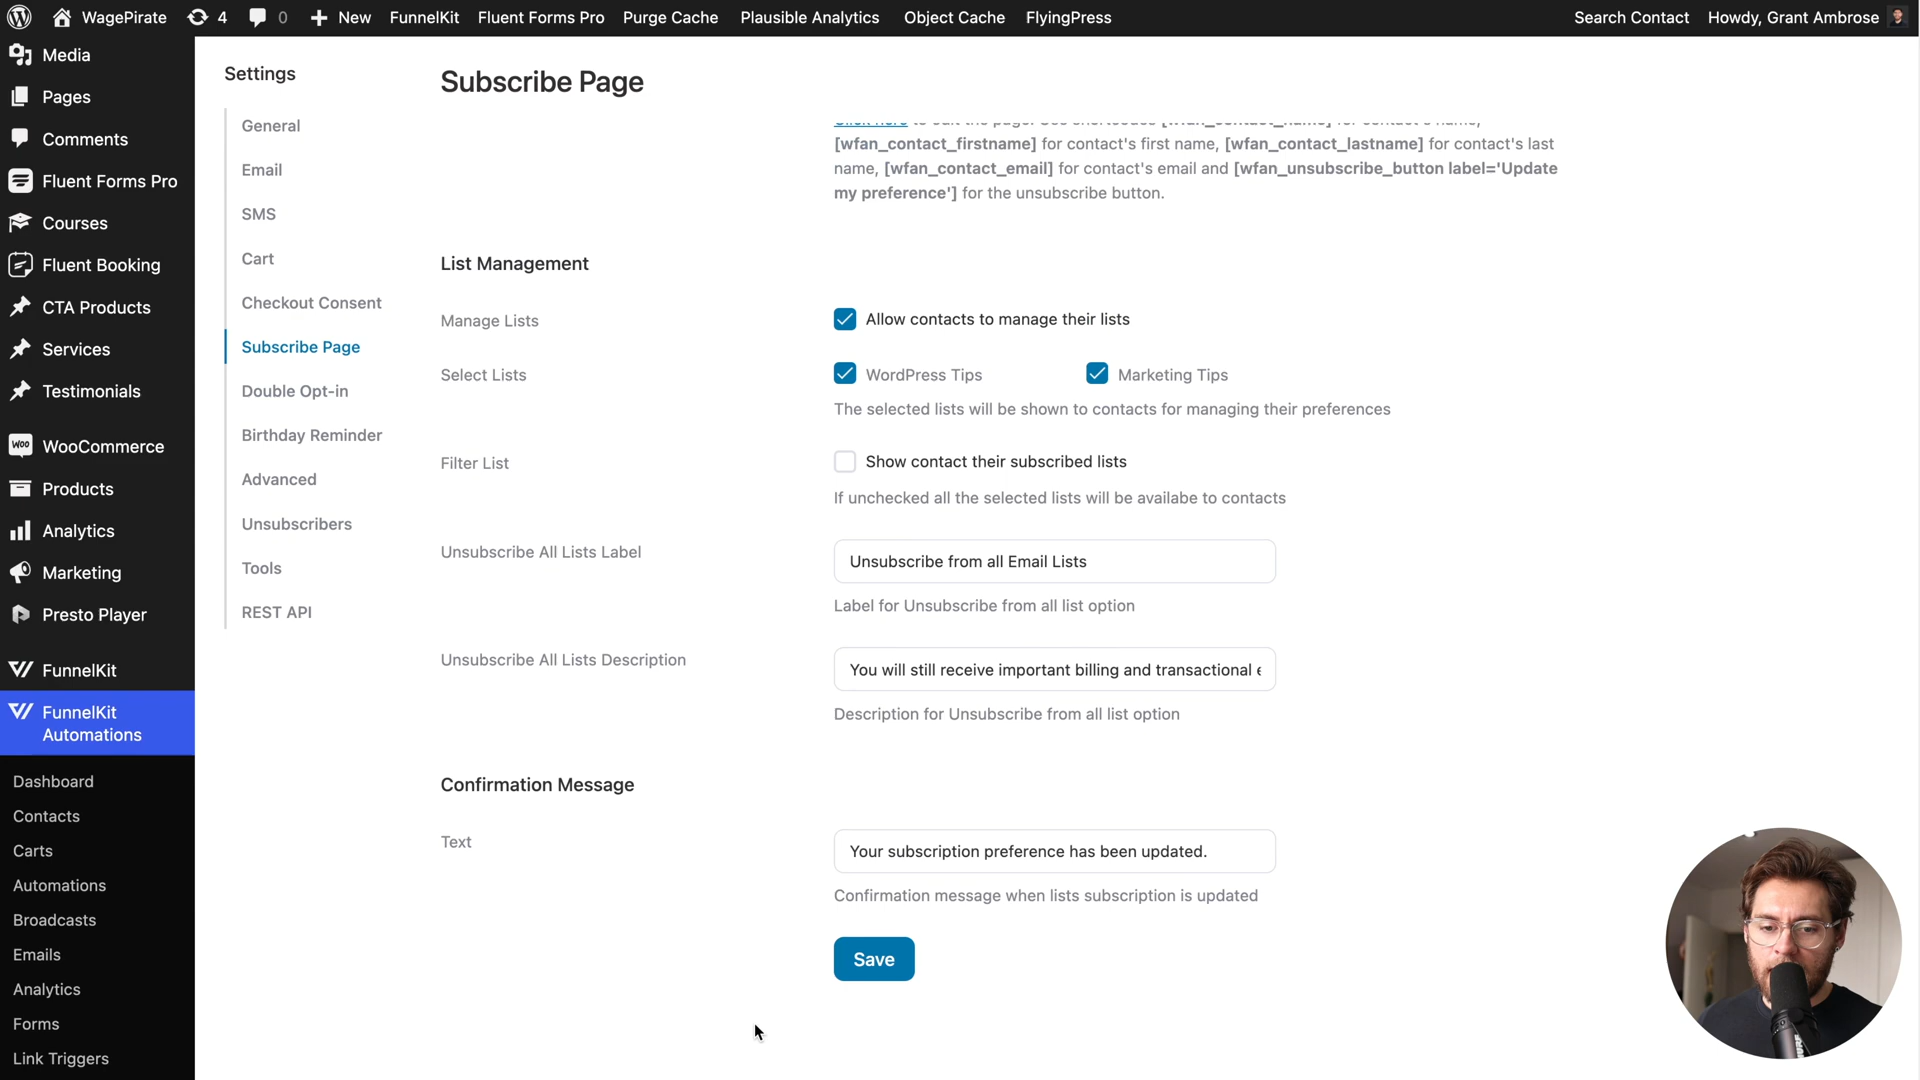 WagePirate 4 0 New FunnelKit Fluent Forms Pro Purge Cache Plausible Analytics Object Cache FlyingPress Search Contact Howdy, Grant Ambrose
Media
Pages
Comments
Fluent Forms Pro
Courses
Fluent Booking
CTA Products
Services
Testimonials
WooCommerce
Products
Analytics
Marketing
Presto Player
FunnelKit
FunnelKit
Automations
Dashboard
Contacts
Carts
Automations
Broadcasts
Emails
Analytics
Forms
Link Triggers
Settings
General
Email
SMS
Cart
Checkout Consent
Subscribe Page
Double Opt-in
Birthday Reminder
Advanced
Unsubscribers
Tools
REST API
Subscribe Page
[wfan_contact_firstname] for contact's first name, [wfan_contact_lastname] for contact's last
name, [wfan_contact_email] for contact's email and [wfan_unsubscribe_button label='Update
my preference'] for the unsubscribe button.
List Management
Manage Lists
Allow contacts to manage their lists
Select Lists
WordPress Tips Marketing Tips
The selected lists will be shown to contacts for managing their preferences
Filter List
Show contact their subscribed lists
If unchecked all the selected lists will be availabe to contacts
Unsubscribe All Lists Label
Unsubscribe from all Email Lists
Label for Unsubscribe from all list option
Unsubscribe All Lists Description
You will still receive important billing and transactional
Description for Unsubscribe from all list option
Confirmation Message
Text
Your subscription preference has been updated.
Confirmation message when lists subscription is updated
Save